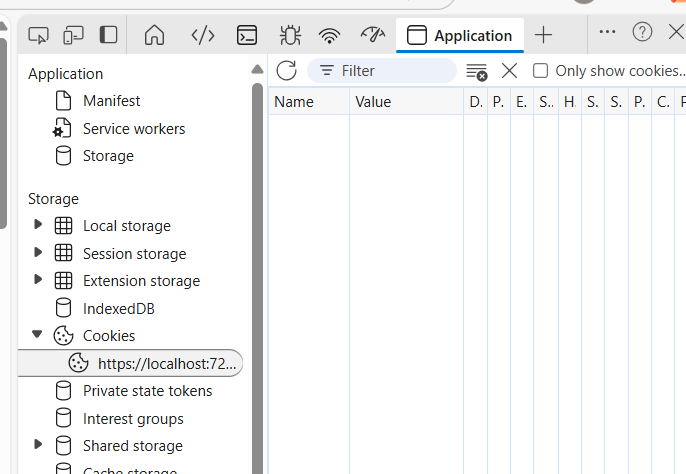 Application
Filter
Only show cookies...
Name Value D. P. E. S.. H. S. S. P. C. P
Application
Manifest
Service workers
Storage
Storage
Local storage
Session storage
Extension storage
IndexedDB
Cookies
https://localhost:72...
Private state tokens
Interest groups
Shared storage
Cache storage